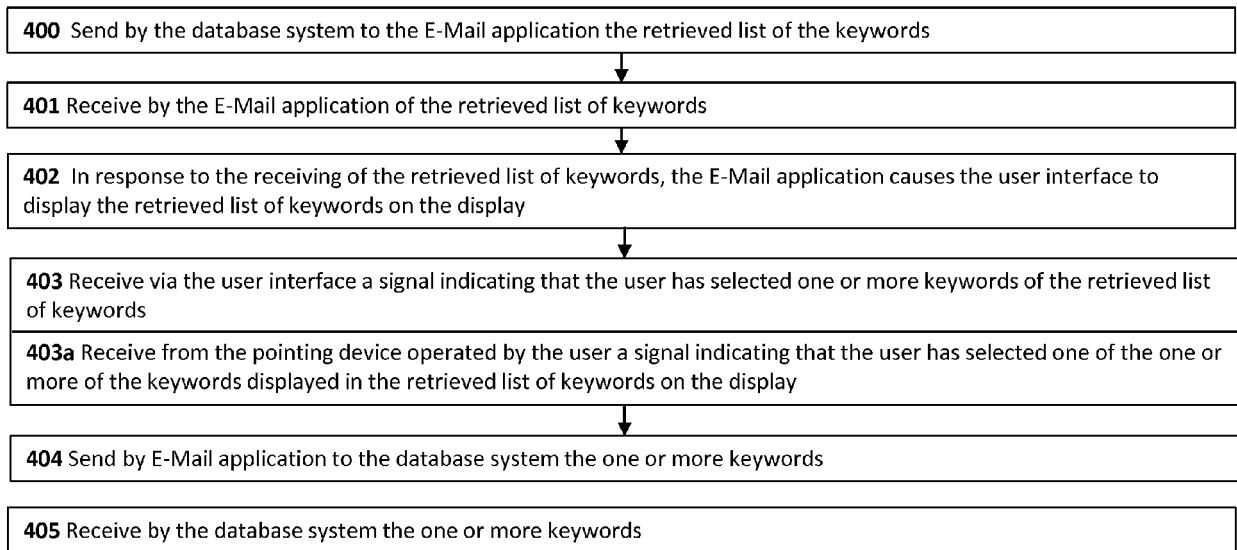 400 Send by the database system to the E-Mail application the retrieved list of the keywords
401 Receive by the E-Mail application of the retrieved list of keywords
402 In response to the receiving of the retrieved list of keywords, the E-Mail application causes the user interface to
display the retrieved list of keywords on the display
403 Receive via the user interface a signal indicating that the user has selected one or more keywords of the retrieved list
of keywords
403a Receive from the pointing device operated by the user a signal indicating that the user has selected one of the one or
more of the keywords displayed in the retrieved list of keywords on the display
404 Send by E-Mail application to the database system the one or more keywords
405 Receive by the database system the one or more keywords